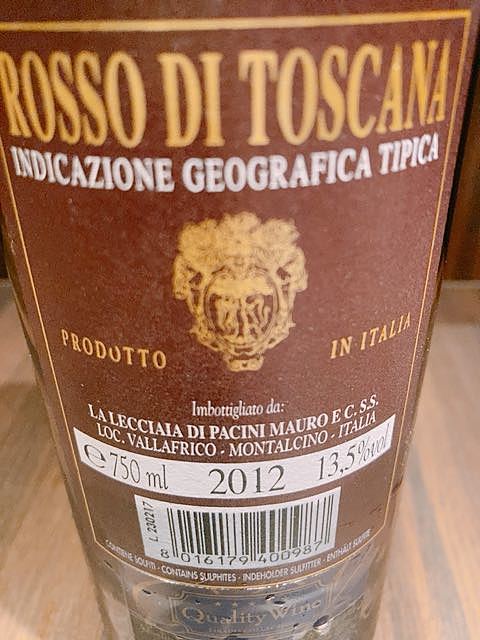 ROSSO DI TOSCANA
INDICAZIONE GEOGRAFICA TIPICA
PRODOTTO IN ITALIA
Imbottigliato da:
LA LECCIAIA DI PACINI MAURO E C. S.S.
LOC. VALLAFRICO - MONTALCINO - ITALIA
℮ 750 ml 2012 13,5% vol
L. 230217
8 016179 400987
CONTIENE SOLFITI - CONTAINS SULPHITES - INDEHOLDER SULFITTER - ENTHÄLT SULFITE
QualityWine